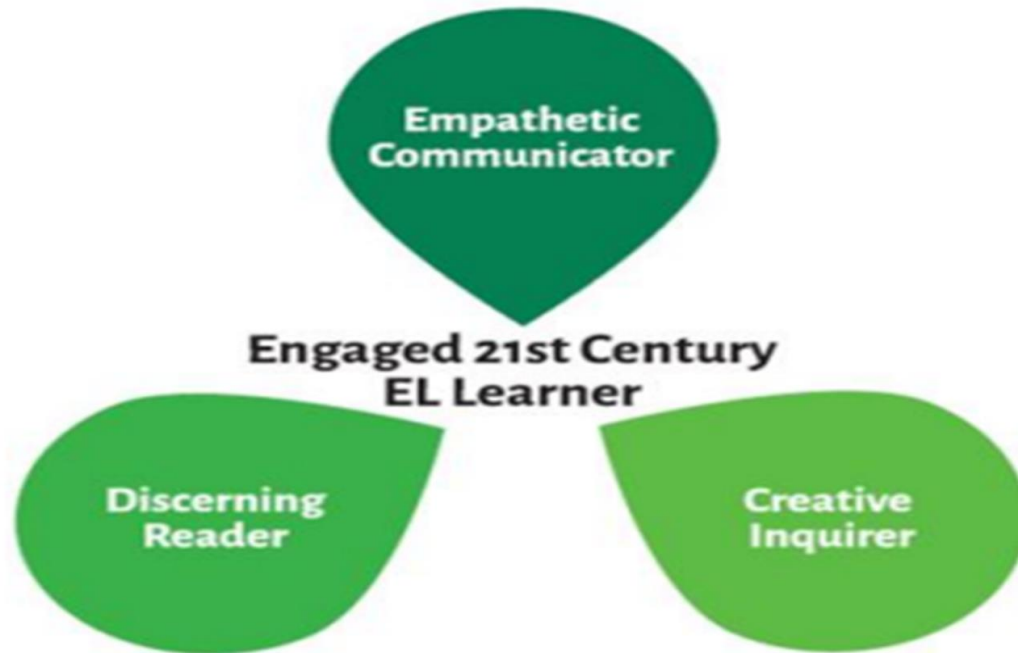 Empathetic
Communicator
Engaged 21st Century
EL Learner
Discerning
Reader
Creative
Inquirer